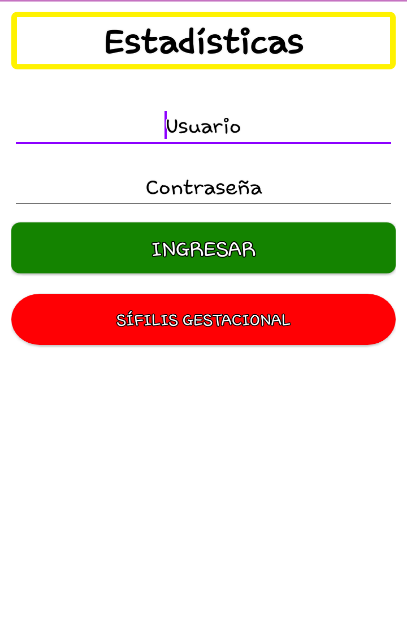 Estadísticas
Usuario
Contraseña
INGRESAR
SÍFILIS GESTACIONAL